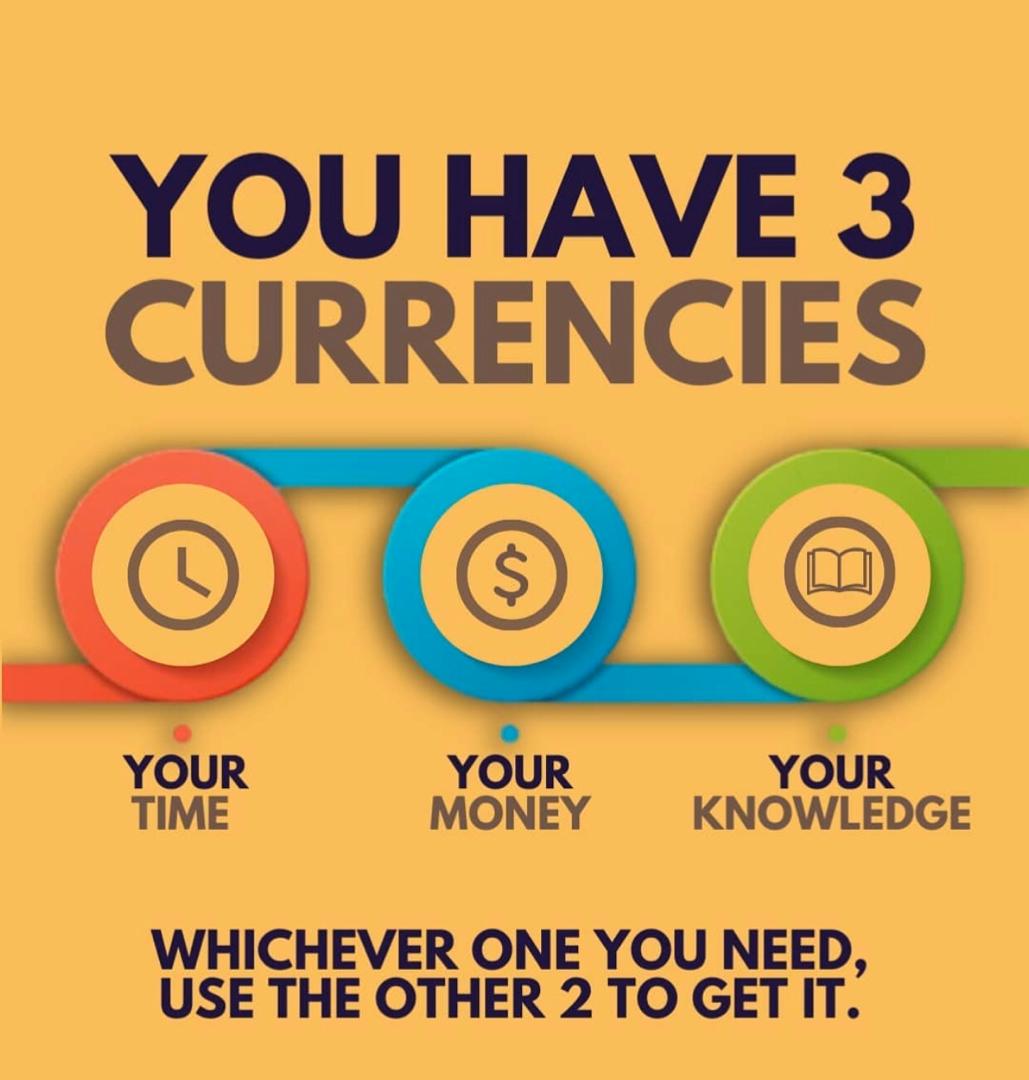 YOU HAVE 3
CURRENCIES
$
YOUR
TIME
YOUR
MONEY
YOUR
KNOWLEDGE
WHICHEVER ONE YOU NEED,
USE THE OTHER 2 TO GET IT.